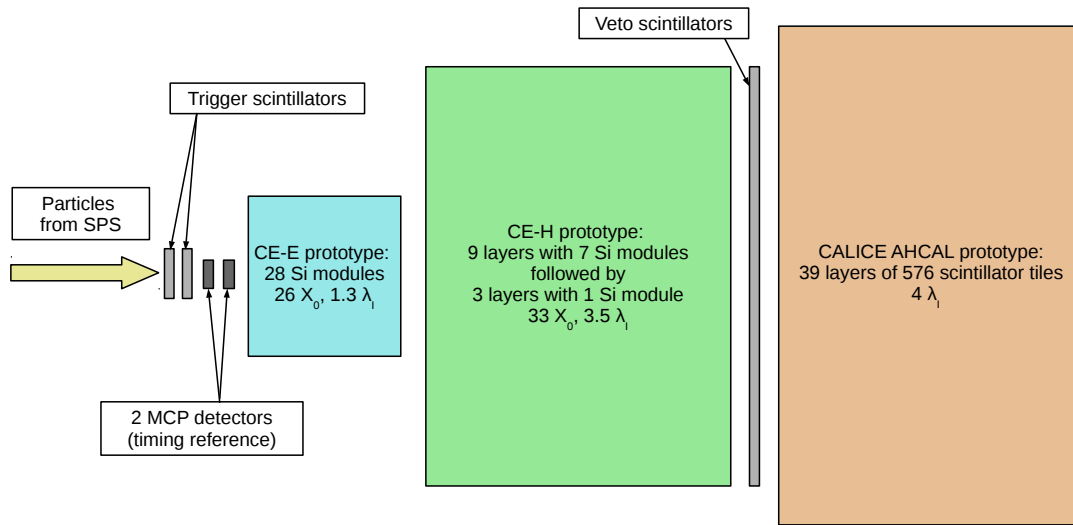 Veto scintillators
Trigger scintillators
Particles
from SPS
CE-E prototype:
28 Si modules
26 X₀, 1.3 λᵢ
CE-H prototype:
9 layers with 7 Si modules
followed by
3 layers with 1 Si module
33 X₀, 3.5 λᵢ
CALICE AHCAL prototype:
39 layers of 576 scintillator tiles
4 λᵢ
2 MCP detectors
(timing reference)